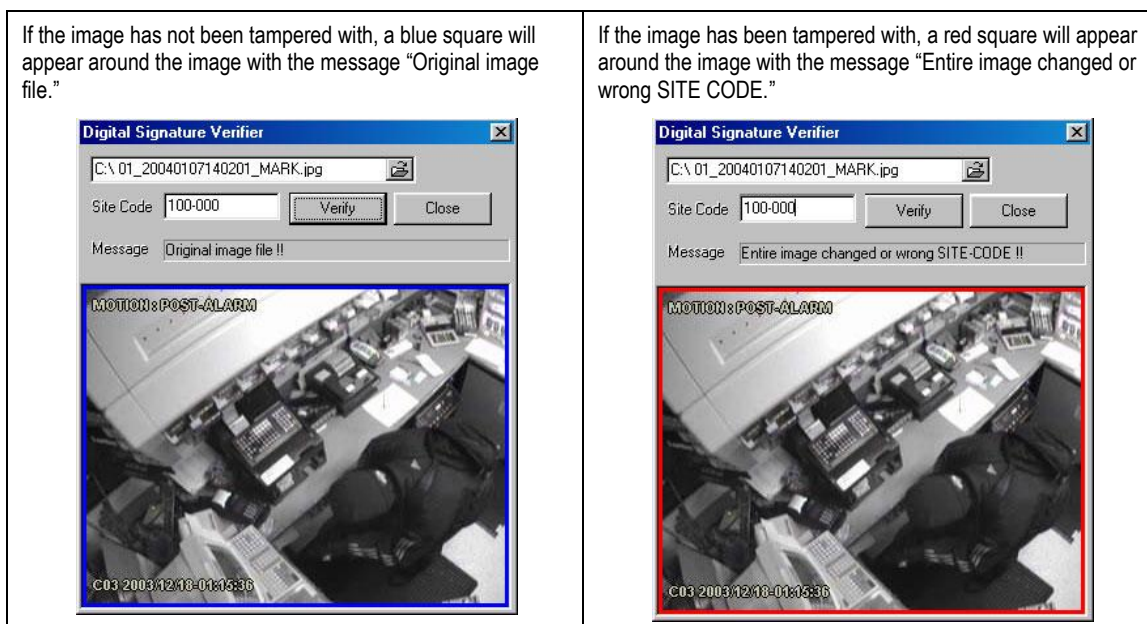 If the image has not been tampered with, a blue square will
appear around the image with the message “Original image
file.”
Digital Signature Verifier
C:\ 01_20040107140201_MARK.jpg
Site Code 100-000 Verify Close
Message Original image file !!
MOTION : POST-ALARM
C03 2003/12/18-01:15:36
If the image has been tampered with, a red square will appear
around the image with the message “Entire image changed or
wrong SITE CODE.”
Digital Signature Verifier
C:\ 01_20040107140201_MARK.jpg
Site Code 100-000 Verify Close
Message Entire image changed or wrong SITE-CODE !!
MOTION : POST-ALARM
C03 2003/12/18-01:15:36